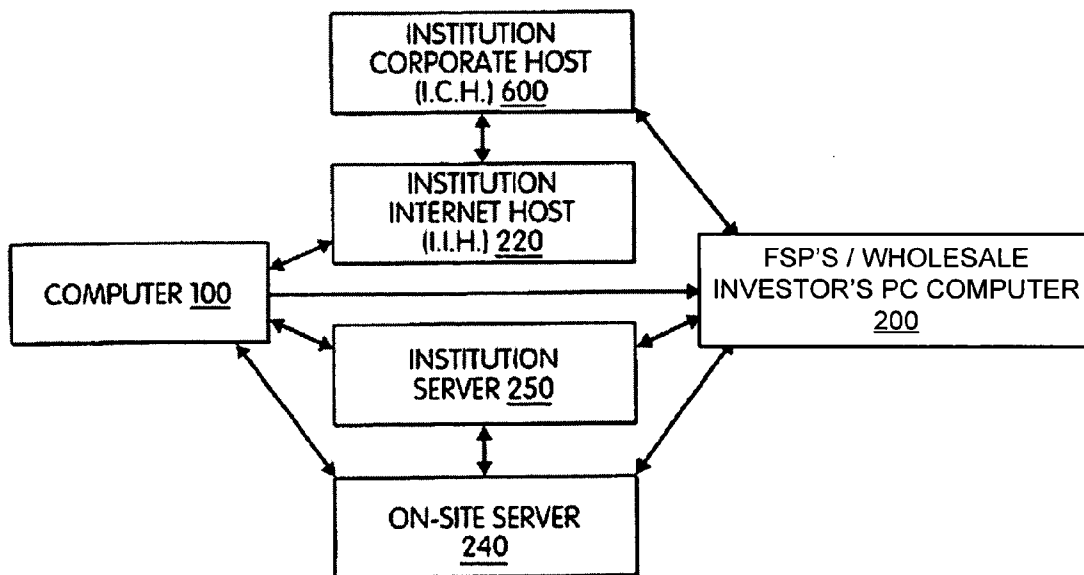 INSTITUTION
CORPORATE HOST
(I.C.H.) 600
INSTITUTION
INTERNET HOST
(I.I.H.) 220
COMPUTER 100
FSP'S / WHOLESALE
INVESTOR'S PC COMPUTER
200
INSTITUTION
SERVER 250
ON-SITE SERVER
240